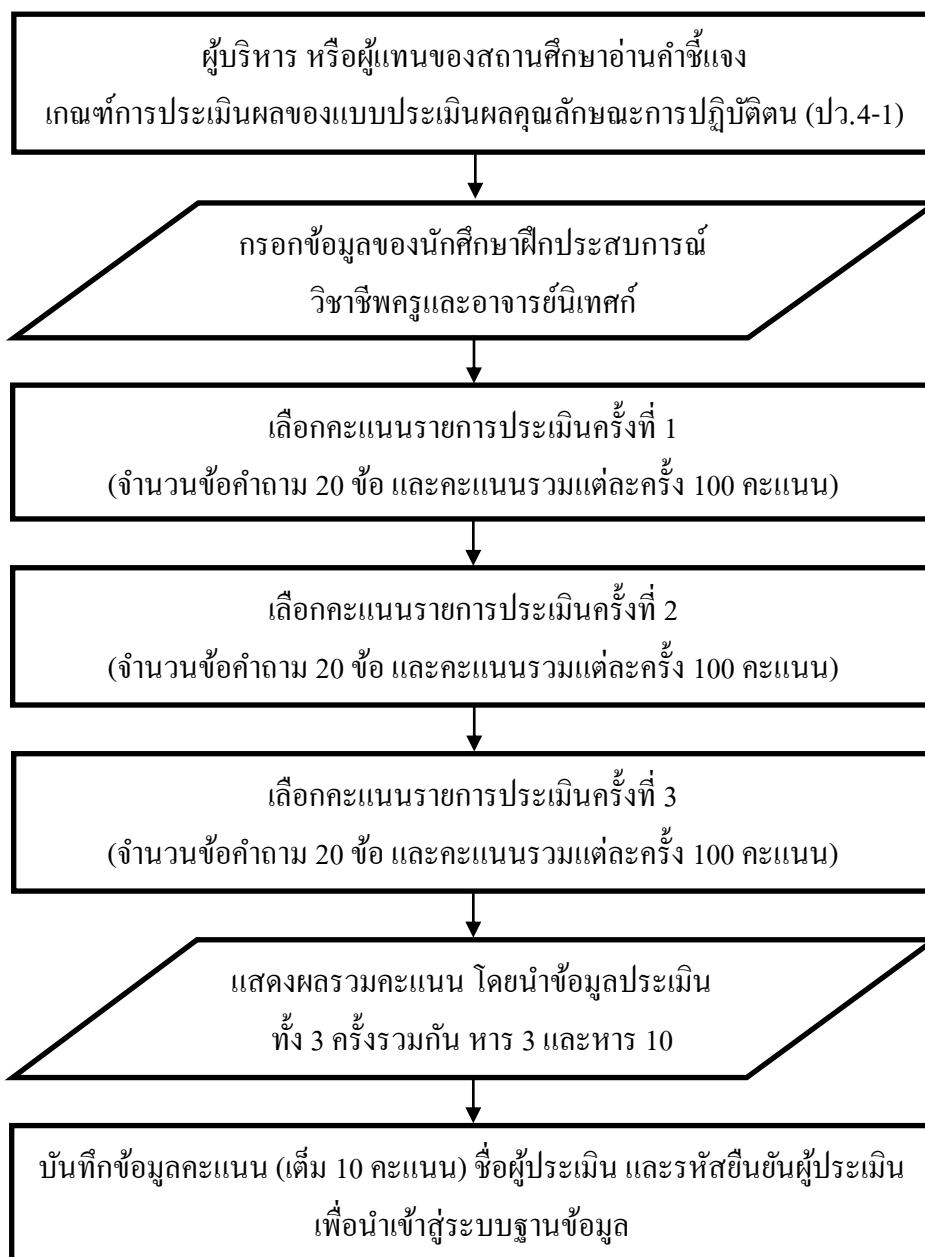 ผู้บริหาร หรือผู้แทนของสถานศึกษาอ่านคำชี้แจง
เกณฑ์การประเมินผลของแบบประเมินผลคุณลักษณะการปฏิบัติตน (ปว.4-1)
กรอกข้อมูลของนักศึกษาฝึกประสบการณ์
วิชาชีพครูและอาจารย์นิเทศก์
เลือกคะแนนรายการประเมินครั้งที่ 1
(จำนวนข้อคำถาม 20 ข้อ และคะแนนรวมแต่ละครั้ง 100 คะแนน)
เลือกคะแนนรายการประเมินครั้งที่ 2
(จำนวนข้อคำถาม 20 ข้อ และคะแนนรวมแต่ละครั้ง 100 คะแนน)
เลือกคะแนนรายการประเมินครั้งที่ 3
(จำนวนข้อคำถาม 20 ข้อ และคะแนนรวมแต่ละครั้ง 100 คะแนน)
แสดงผลรวมคะแนน โดยนำข้อมูลประเมิน
ทั้ง 3 ครั้งรวมกัน หาร 3 และหาร 10
บันทึกข้อมูลคะแนน (เต็ม 10 คะแนน) ชื่อผู้ประเมิน และรหัสยืนยันผู้ประเมิน
เพื่อนำเข้าสู่ระบบฐานข้อมูล